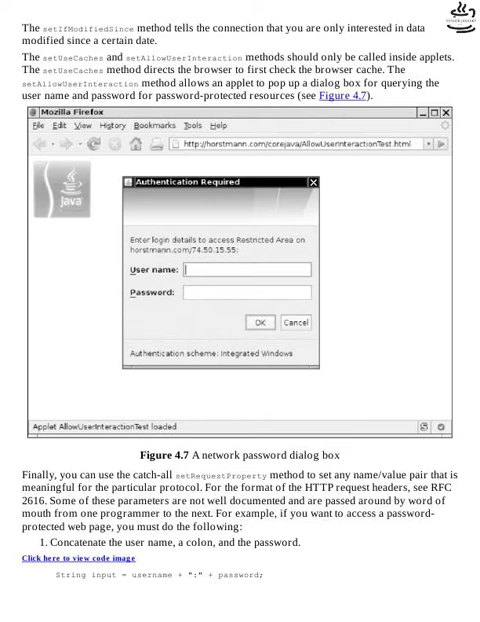 The setIfModifiedSince method tells the connection that you are only interested in data
modified since a certain date.
The setUseCaches and setAllowUserInteraction methods should only be called inside applets.
The setUseCaches method directs the browser to first check the browser cache. The
setAllowUserInteraction method allows an applet to pop up a dialog box for querying the
user name and password for password-protected resources (see Figure 4.7).
Mozilla Firefox
File Edit View History Bookmarks Tools Help
http://horstmann.com/corejava/AllowUserInteractionTest.html
Java
Authentication Required
Enter login details to access Restricted Area on
horstmann.com/74.50.15.55:
User name:
Password:
OK Cancel
Authentication scheme: Integrated Windows
Applet AllowUserInteractionTest loaded
Figure 4.7 A network password dialog box
Finally, you can use the catch-all setRequestProperty method to set any name/value pair that is
meaningful for the particular protocol. For the format of the HTTP request headers, see RFC
2616. Some of these parameters are not well documented and are passed around by word of
mouth from one programmer to the next. For example, if you want to access a password-
protected web page, you must do the following:
1. Concatenate the user name, a colon, and the password.
Click here to view code image
String input = username + ":" + password;